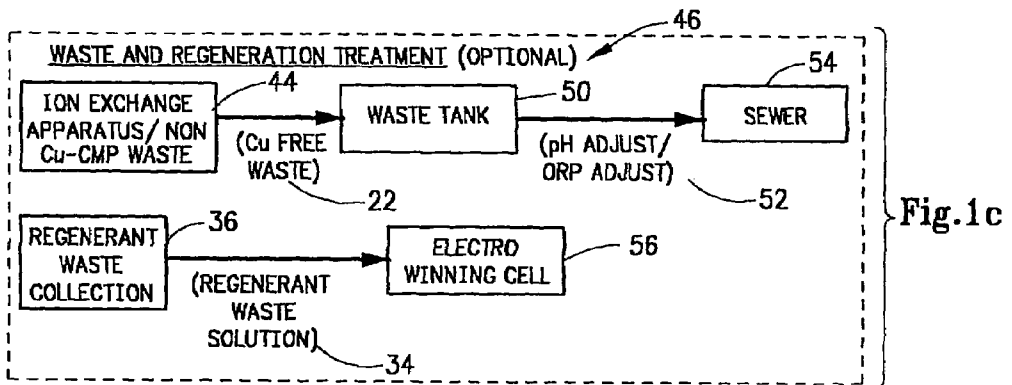 46
WASTE AND REGENERATION TREATMENT (OPTIONAL)
44
50
54
ION EXCHANGE
APPARATUS/ NON
Cu-CMP WASTE
WASTE TANK
SEWER
(Cu FREE
WASTE)
(pH ADJUST/
ORP ADJUST)
22
52
36
56
REGENERANT
WASTE
COLLECTION
ELECTRO
WINNING CELL
(REGENERANT
WASTE
SOLUTION)
34
Fig.1c